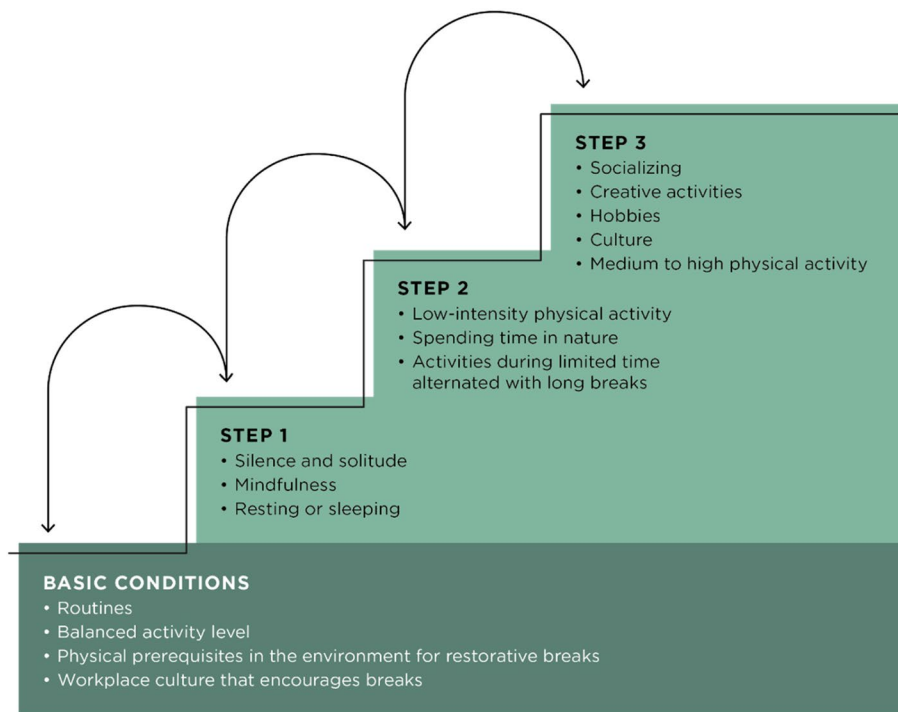 STEP 3
• Socializing
• Creative activities
• Hobbies
• Culture
• Medium to high physical activity
STEP 2
• Low-intensity physical activity
• Spending time in nature
• Activities during limited time
alternated with long breaks
STEP 1
• Silence and solitude
• Mindfulness
• Resting or sleeping
BASIC CONDITIONS
• Routines
• Balanced activity level
• Physical prerequisites in the environment for restorative breaks
• Workplace culture that encourages breaks